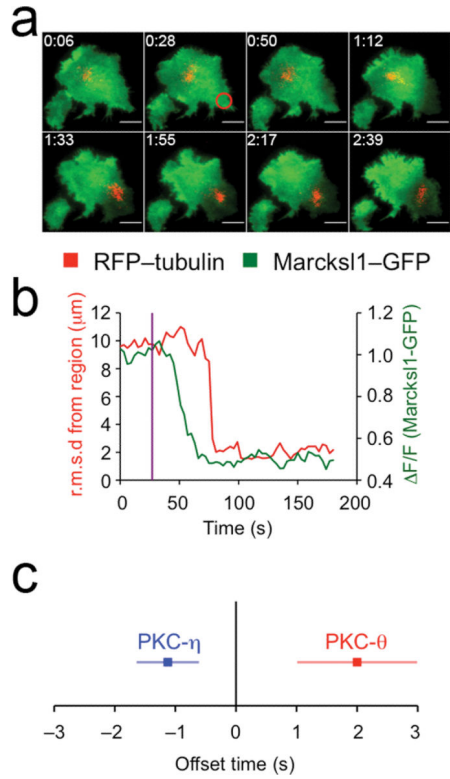 a
0:06 0:28 0:50 1:12
1:33 1:55 2:17 2:39
RFP–tubulin Marcksl1–GFP
b
r.m.s.d from region (μm)
12
10
8
6
4
2
0
1.2
1.0
0.8
0.6
0.4
ΔF/F (Marcksl1-GFP)
0 50 100 150 200
Time (s)
c
PKC-η PKC-θ
−3 −2 −1 0 1 2 3
Offset time (s)